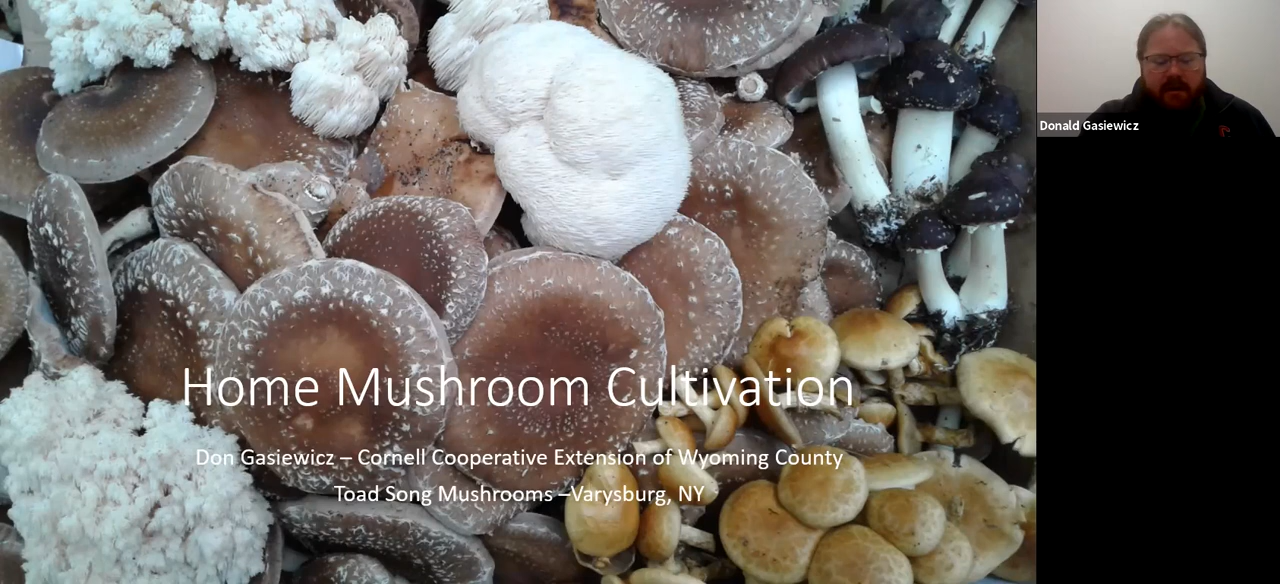 Home Mushroom Cultivation
Don Gasiewicz – Cornell Cooperative Extension of Wyoming County
Toad Song Mushrooms –Varysburg, NY
Donald Gasiewicz